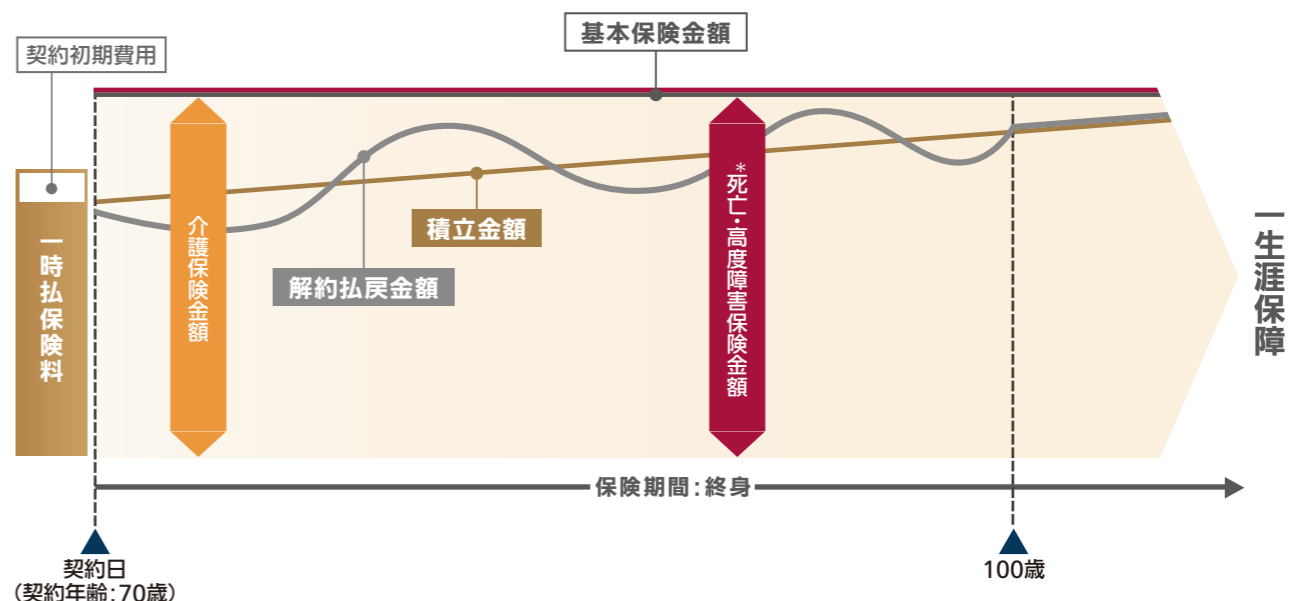 基本保険金額
契約初期費用
一時払保険料
介護保険金額
積立金額
解約払戻金額
*死亡・高度障害保険金額
一生涯保障
保険期間:終身
契約日
(契約年齢:70歳)
100歳